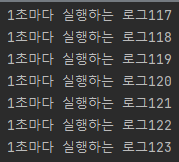 1초마다 실행하는 로그117
1초마다 실행하는 로그118
1초마다 실행하는 로그119
1초마다 실행하는 로그120
1초마다 실행하는 로그121
1초마다 실행하는 로그122
1초마다 실행하는 로그123